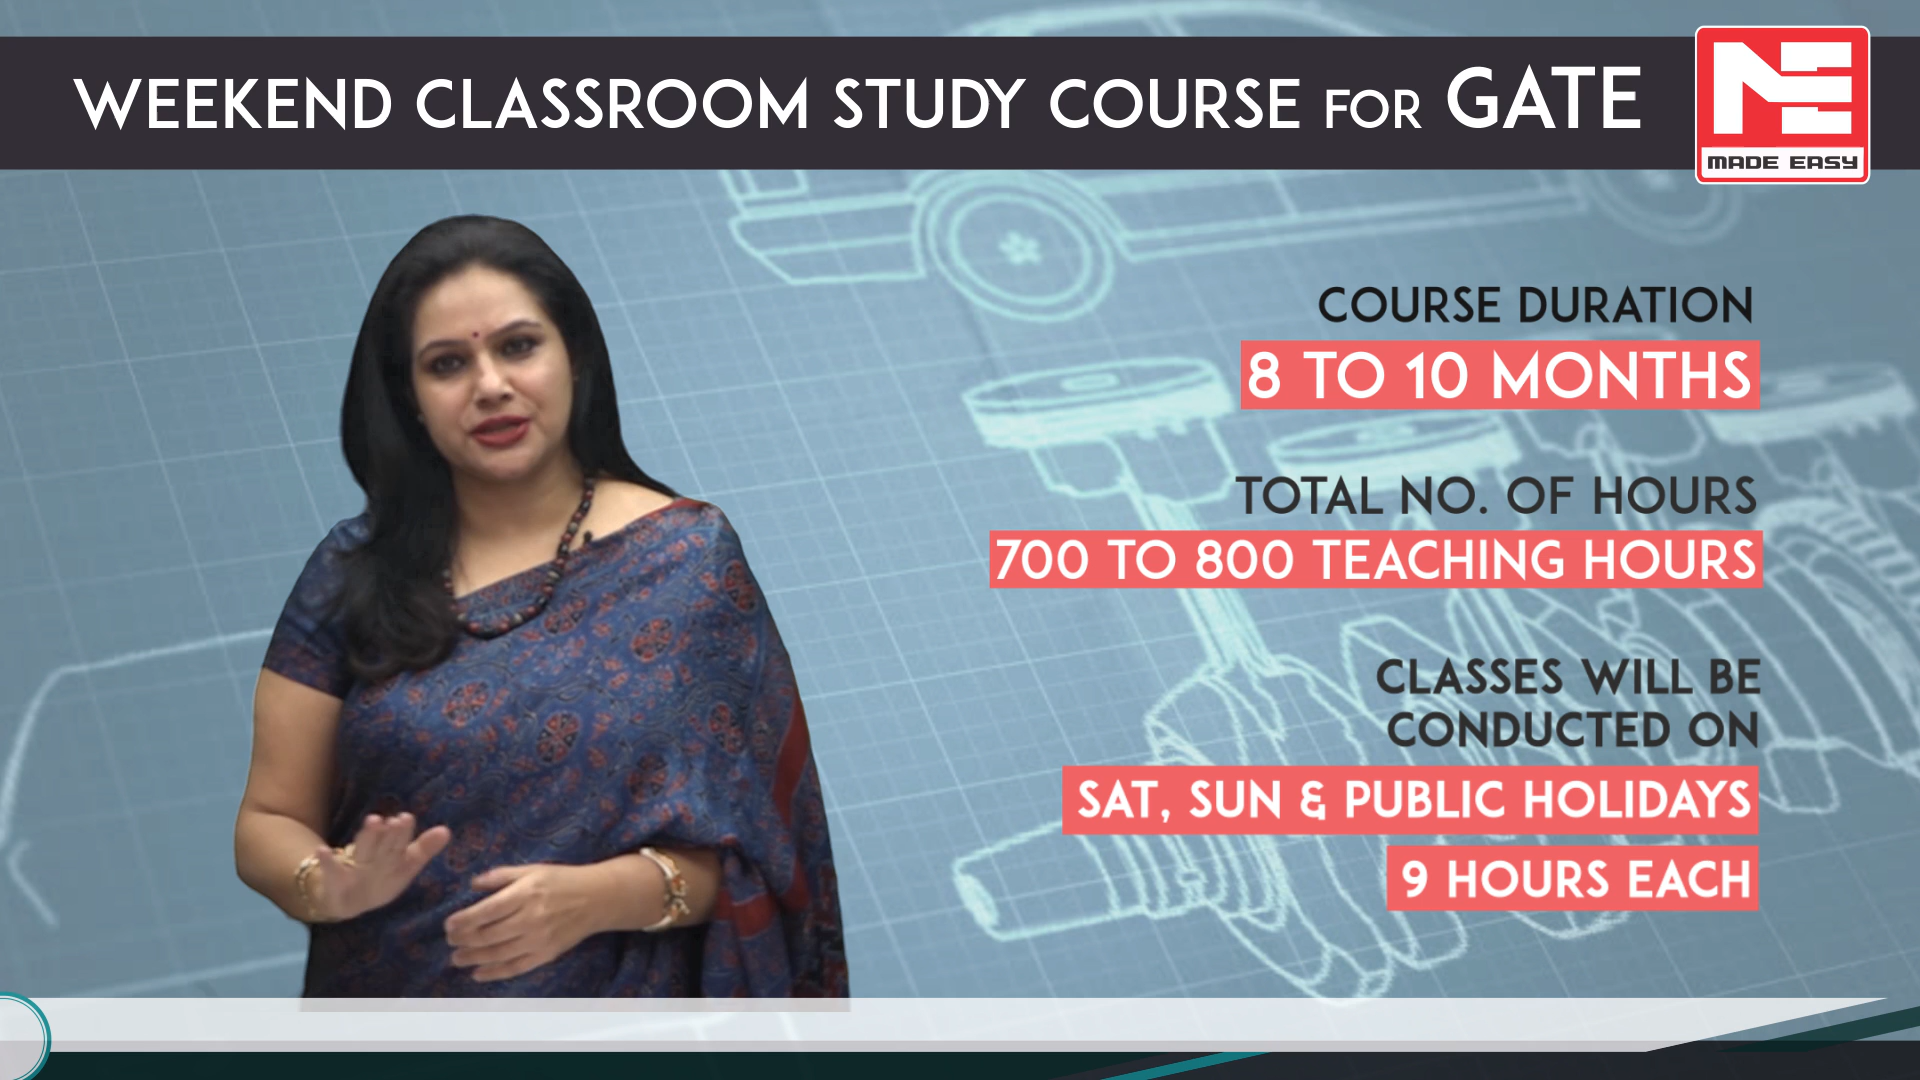 WEEKEND CLASSROOM STUDY COURSE FOR GATE
ME
MADE EASY
COURSE DURATION
8 TO 10 MONTHS
TOTAL NO. OF HOURS
700 TO 800 TEACHING HOURS
CLASSES WILL BE
CONDUCTED ON
SAT, SUN & PUBLIC HOLIDAYS
9 HOURS EACH